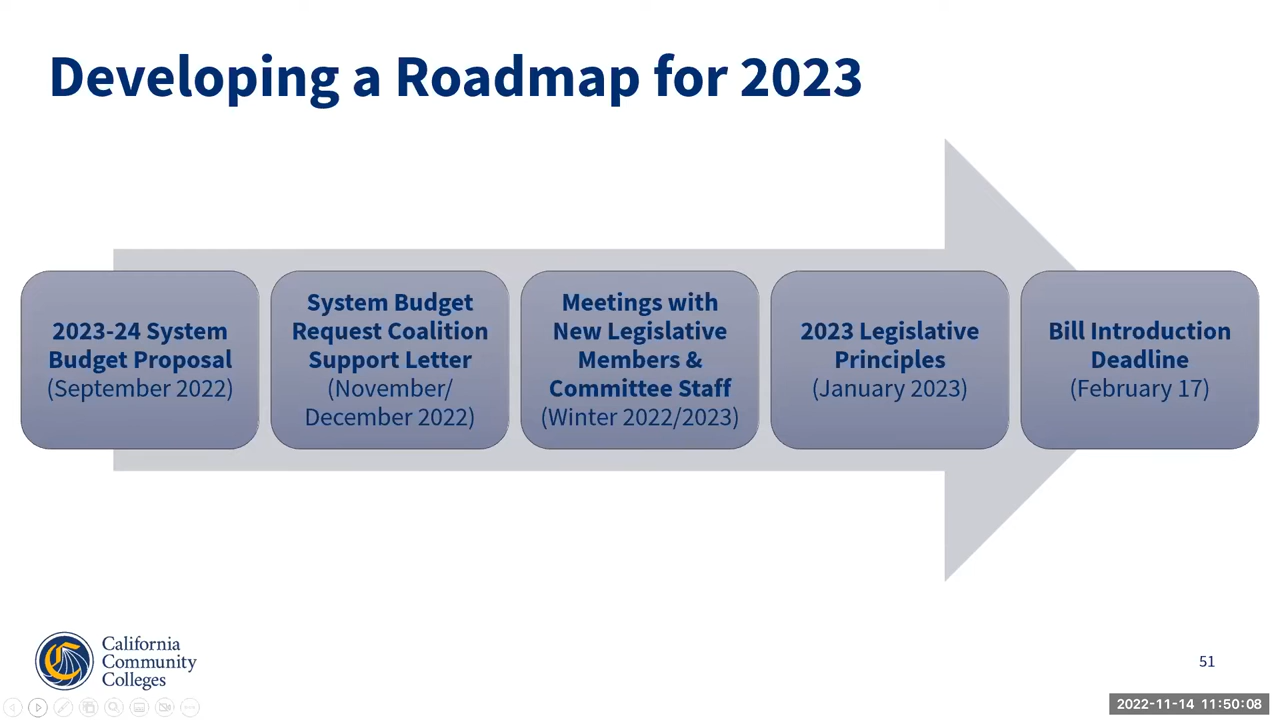 Developing a Roadmap for 2023
2023-24 System
Budget Proposal
(September 2022)
System Budget
Request Coalition
Support Letter
(November/
December 2022)
Meetings with
New Legislative
Members &
Committee Staff
(Winter 2022/2023)
2023 Legislative
Principles
(January 2023)
Bill Introduction
Deadline
(February 17)
California
Community
Colleges
51
2022-11-14 11:50:08